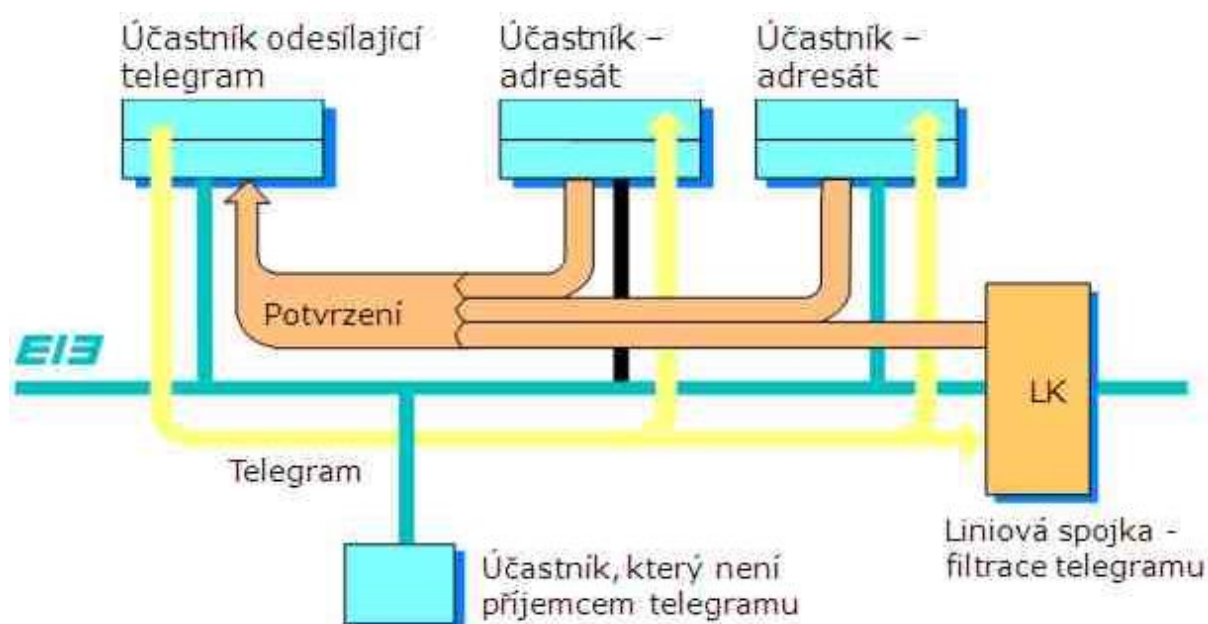 Účastník odesílající
telegram
Účastník –
adresát
Účastník –
adresát
Potvrzení
EIB
LK
Telegram
Liniová spojka -
filtrace telegramu
Účastník, který není
příjemcem telegramu